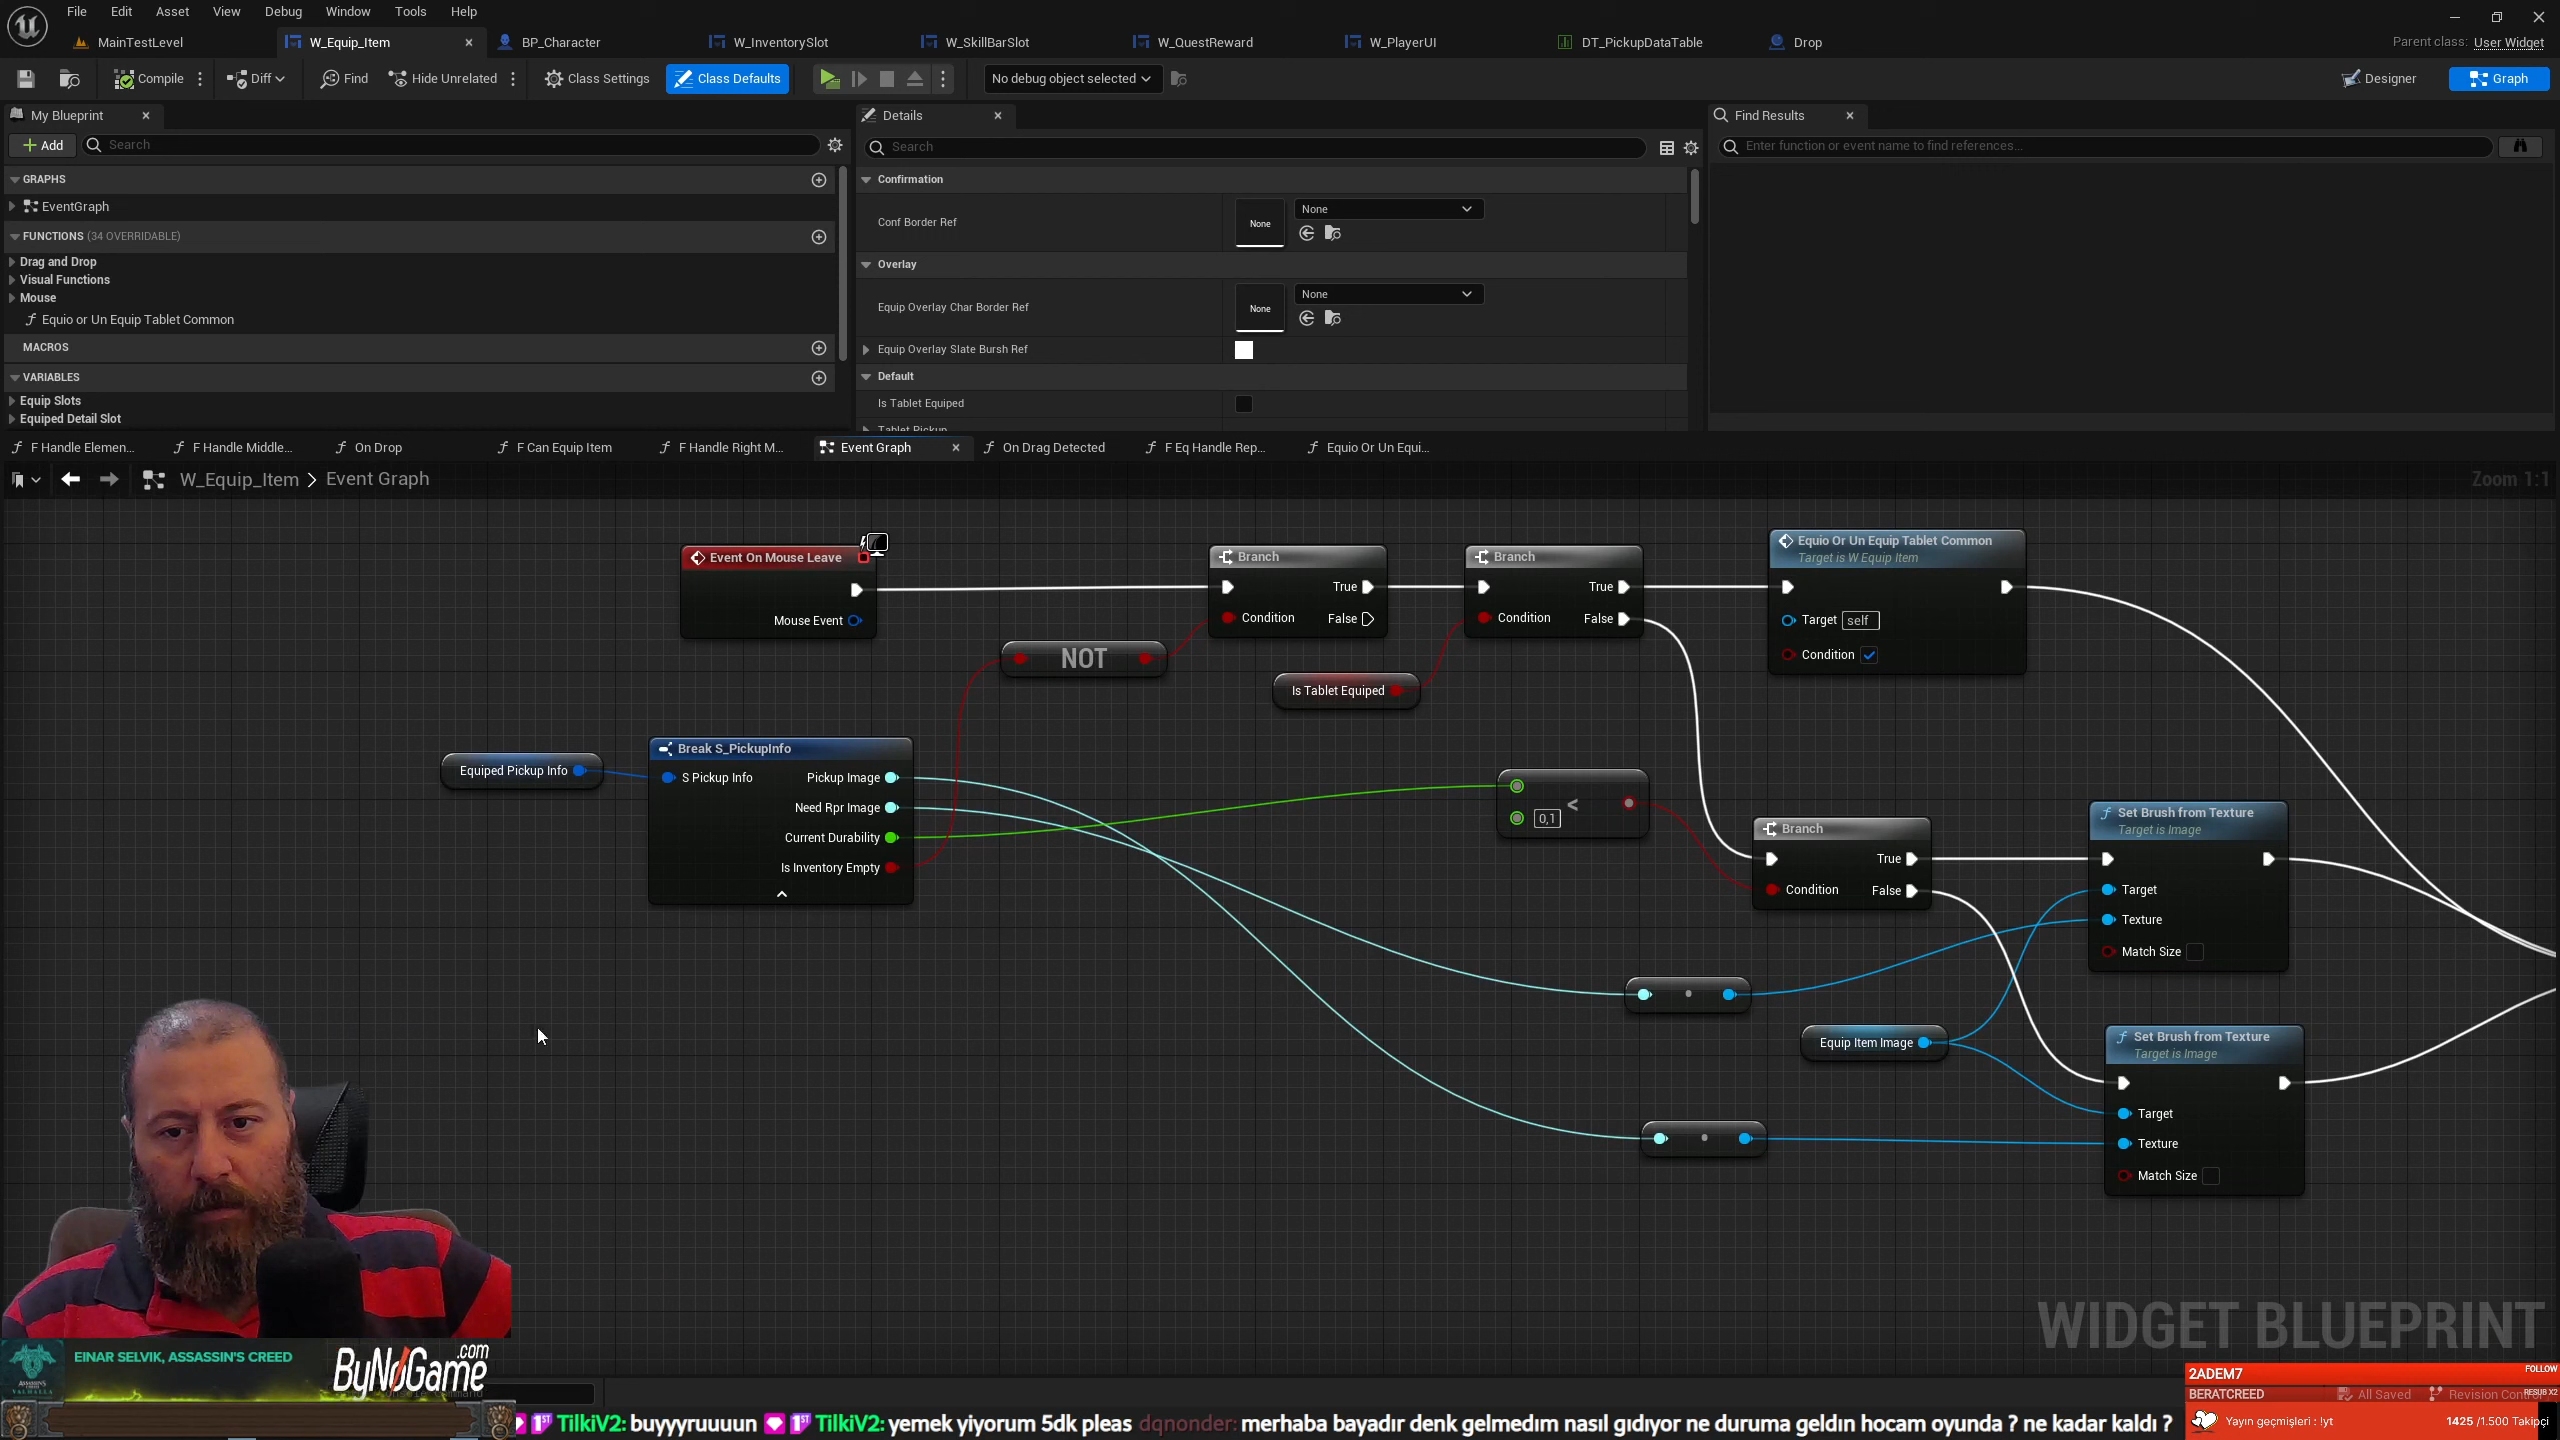 File Edit Asset View Debug Window Tools Help
MainTestLevel W_Equip_Item BP_Character W_InventorySlot W_SkillBarSlot W_QuestReward W_PlayerUI DT_PickupDataTable Drop Parent class: User Widget
Compile Diff Find Hide Unrelated Class Settings Class Defaults No debug object selected Designer Graph
My Blueprint
Add Search
GRAPHS
EventGraph
FUNCTIONS (34 OVERRIDABLE)
Drag and Drop
Visual Functions
Mouse
Equio or Un Equip Tablet Common
MACROS
VARIABLES
Equip Slots
Equiped Detail Slot
Details
Search
Confirmation
Conf Border Ref None None
Overlay
Equip Overlay Char Border Ref None None
Equip Overlay Slate Bursh Ref
Default
Is Tablet Equiped
Tablet Pickup
Find Results
Enter function or event name to find references...
F Handle Elemen... F Handle Middle... On Drop F Can Equip Item F Handle Right M... Event Graph On Drag Detected F Eq Handle Rep... Equio Or Un Equi...
W_Equip_Item > Event Graph Zoom 1:1
Event On Mouse Leave
Mouse Event
NOT
Branch
True
Condition False
Branch
True
Condition False
Is Tablet Equiped
Equio Or Un Equip Tablet Common
Target is W Equip Item
Target self
Condition
Equiped Pickup Info
Break S_PickupInfo
S Pickup Info Pickup Image
Need Rpr Image
Current Durability
Is Inventory Empty
<
0,1
Branch
True
Condition False
Set Brush from Texture
Target is Image
Target
Texture
Match Size
Equip Item Image
Set Brush from Texture
Target is Image
Target
Texture
Match Size
WIDGET BLUEPRINT
EINAR SELVIK, ASSASSIN'S CREED
ByNoGame.com
2ADEM7 FOLLOW
BERATCREED RESUB X2
All Saved Revision Control
Yayın geçmişleri : !yt 1425 /1.500 Takipçi
TilkiV2: buyyyruuuun TilkiV2: yemek yiyorum 5dk pleas dqnonder: merhaba bayadır denk gelmedım nasıl gıdıyor ne duruma geldın hocam oyunda ? ne kadar kaldı ?